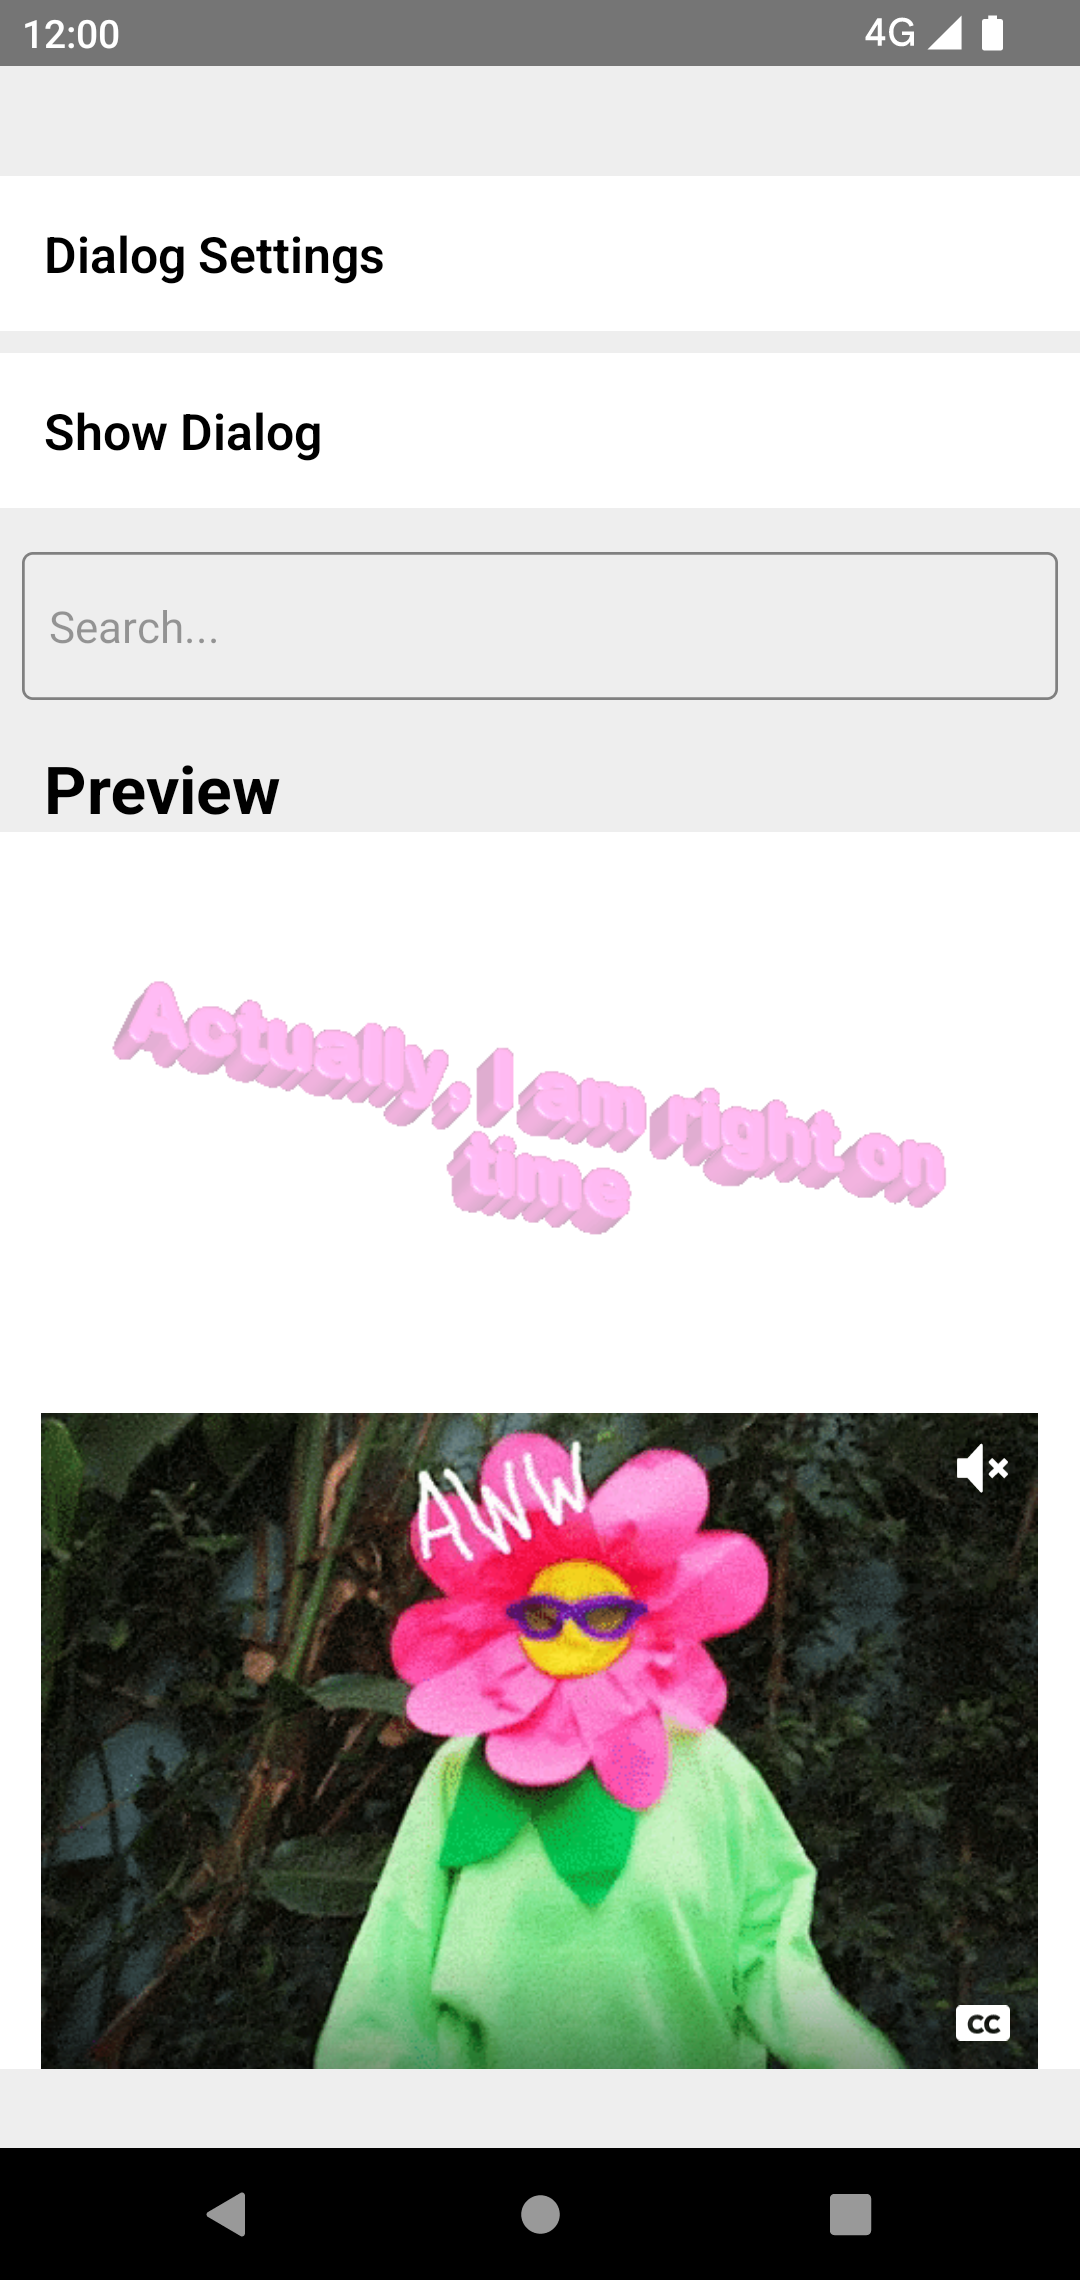 12:00 4G
Dialog Settings
Show Dialog
Search...
Preview
Actually, I am right on
time
AWW
CC